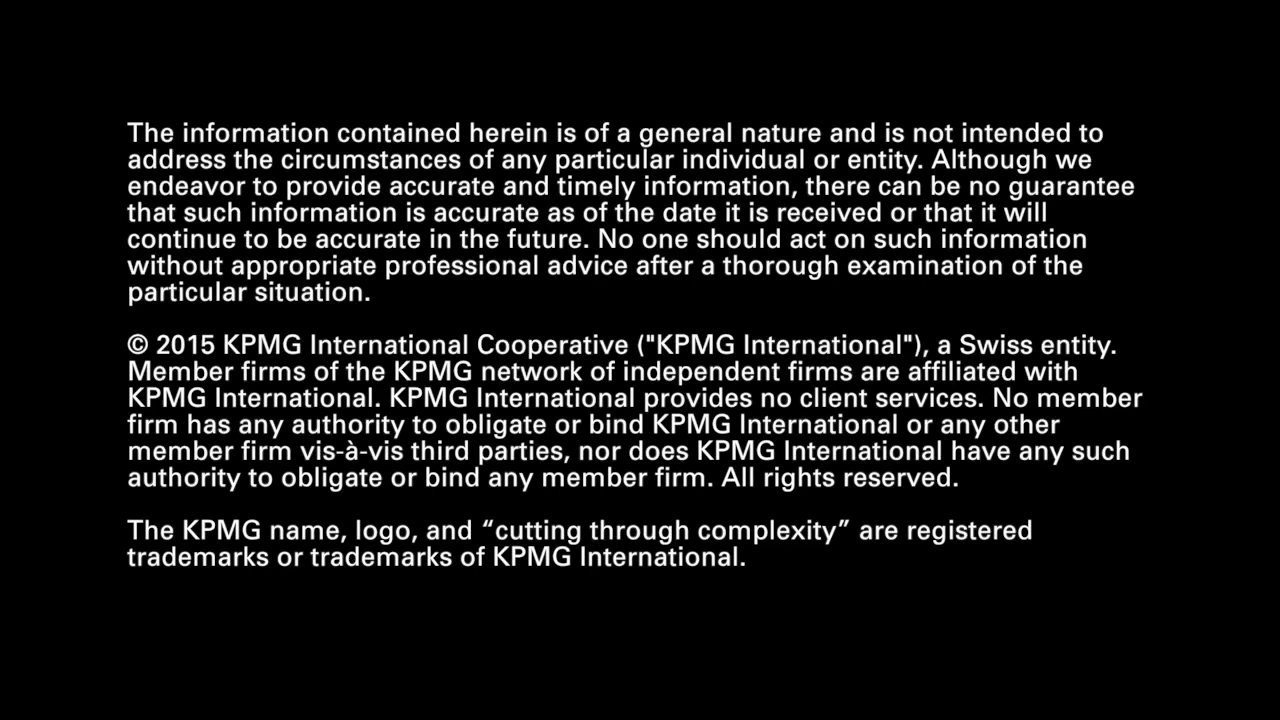 The information contained herein is of a general nature and is not intended to
address the circumstances of any particular individual or entity. Although we
endeavor to provide accurate and timely information, there can be no guarantee
that such information is accurate as of the date it is received or that it will
continue to be accurate in the future. No one should act on such information
without appropriate professional advice after a thorough examination of the
particular situation.
© 2015 KPMG International Cooperative ("KPMG International"), a Swiss entity.
Member firms of the KPMG network of independent firms are affiliated with
KPMG International. KPMG International provides no client services. No member
firm has any authority to obligate or bind KPMG International or any other
member firm vis-à-vis third parties, nor does KPMG International have any such
authority to obligate or bind any member firm. All rights reserved.
The KPMG name, logo, and “cutting through complexity” are registered
trademarks or trademarks of KPMG International.